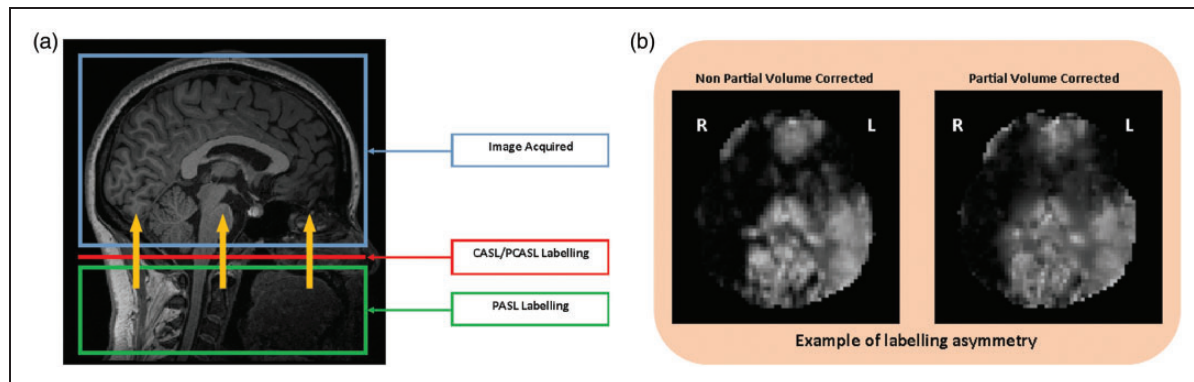 (a)
Image Acquired
CASL/PCASL Labelling
PASL Labelling
(b)
Non Partial Volume Corrected
Partial Volume Corrected
R
L
R
L
Example of labelling asymmetry